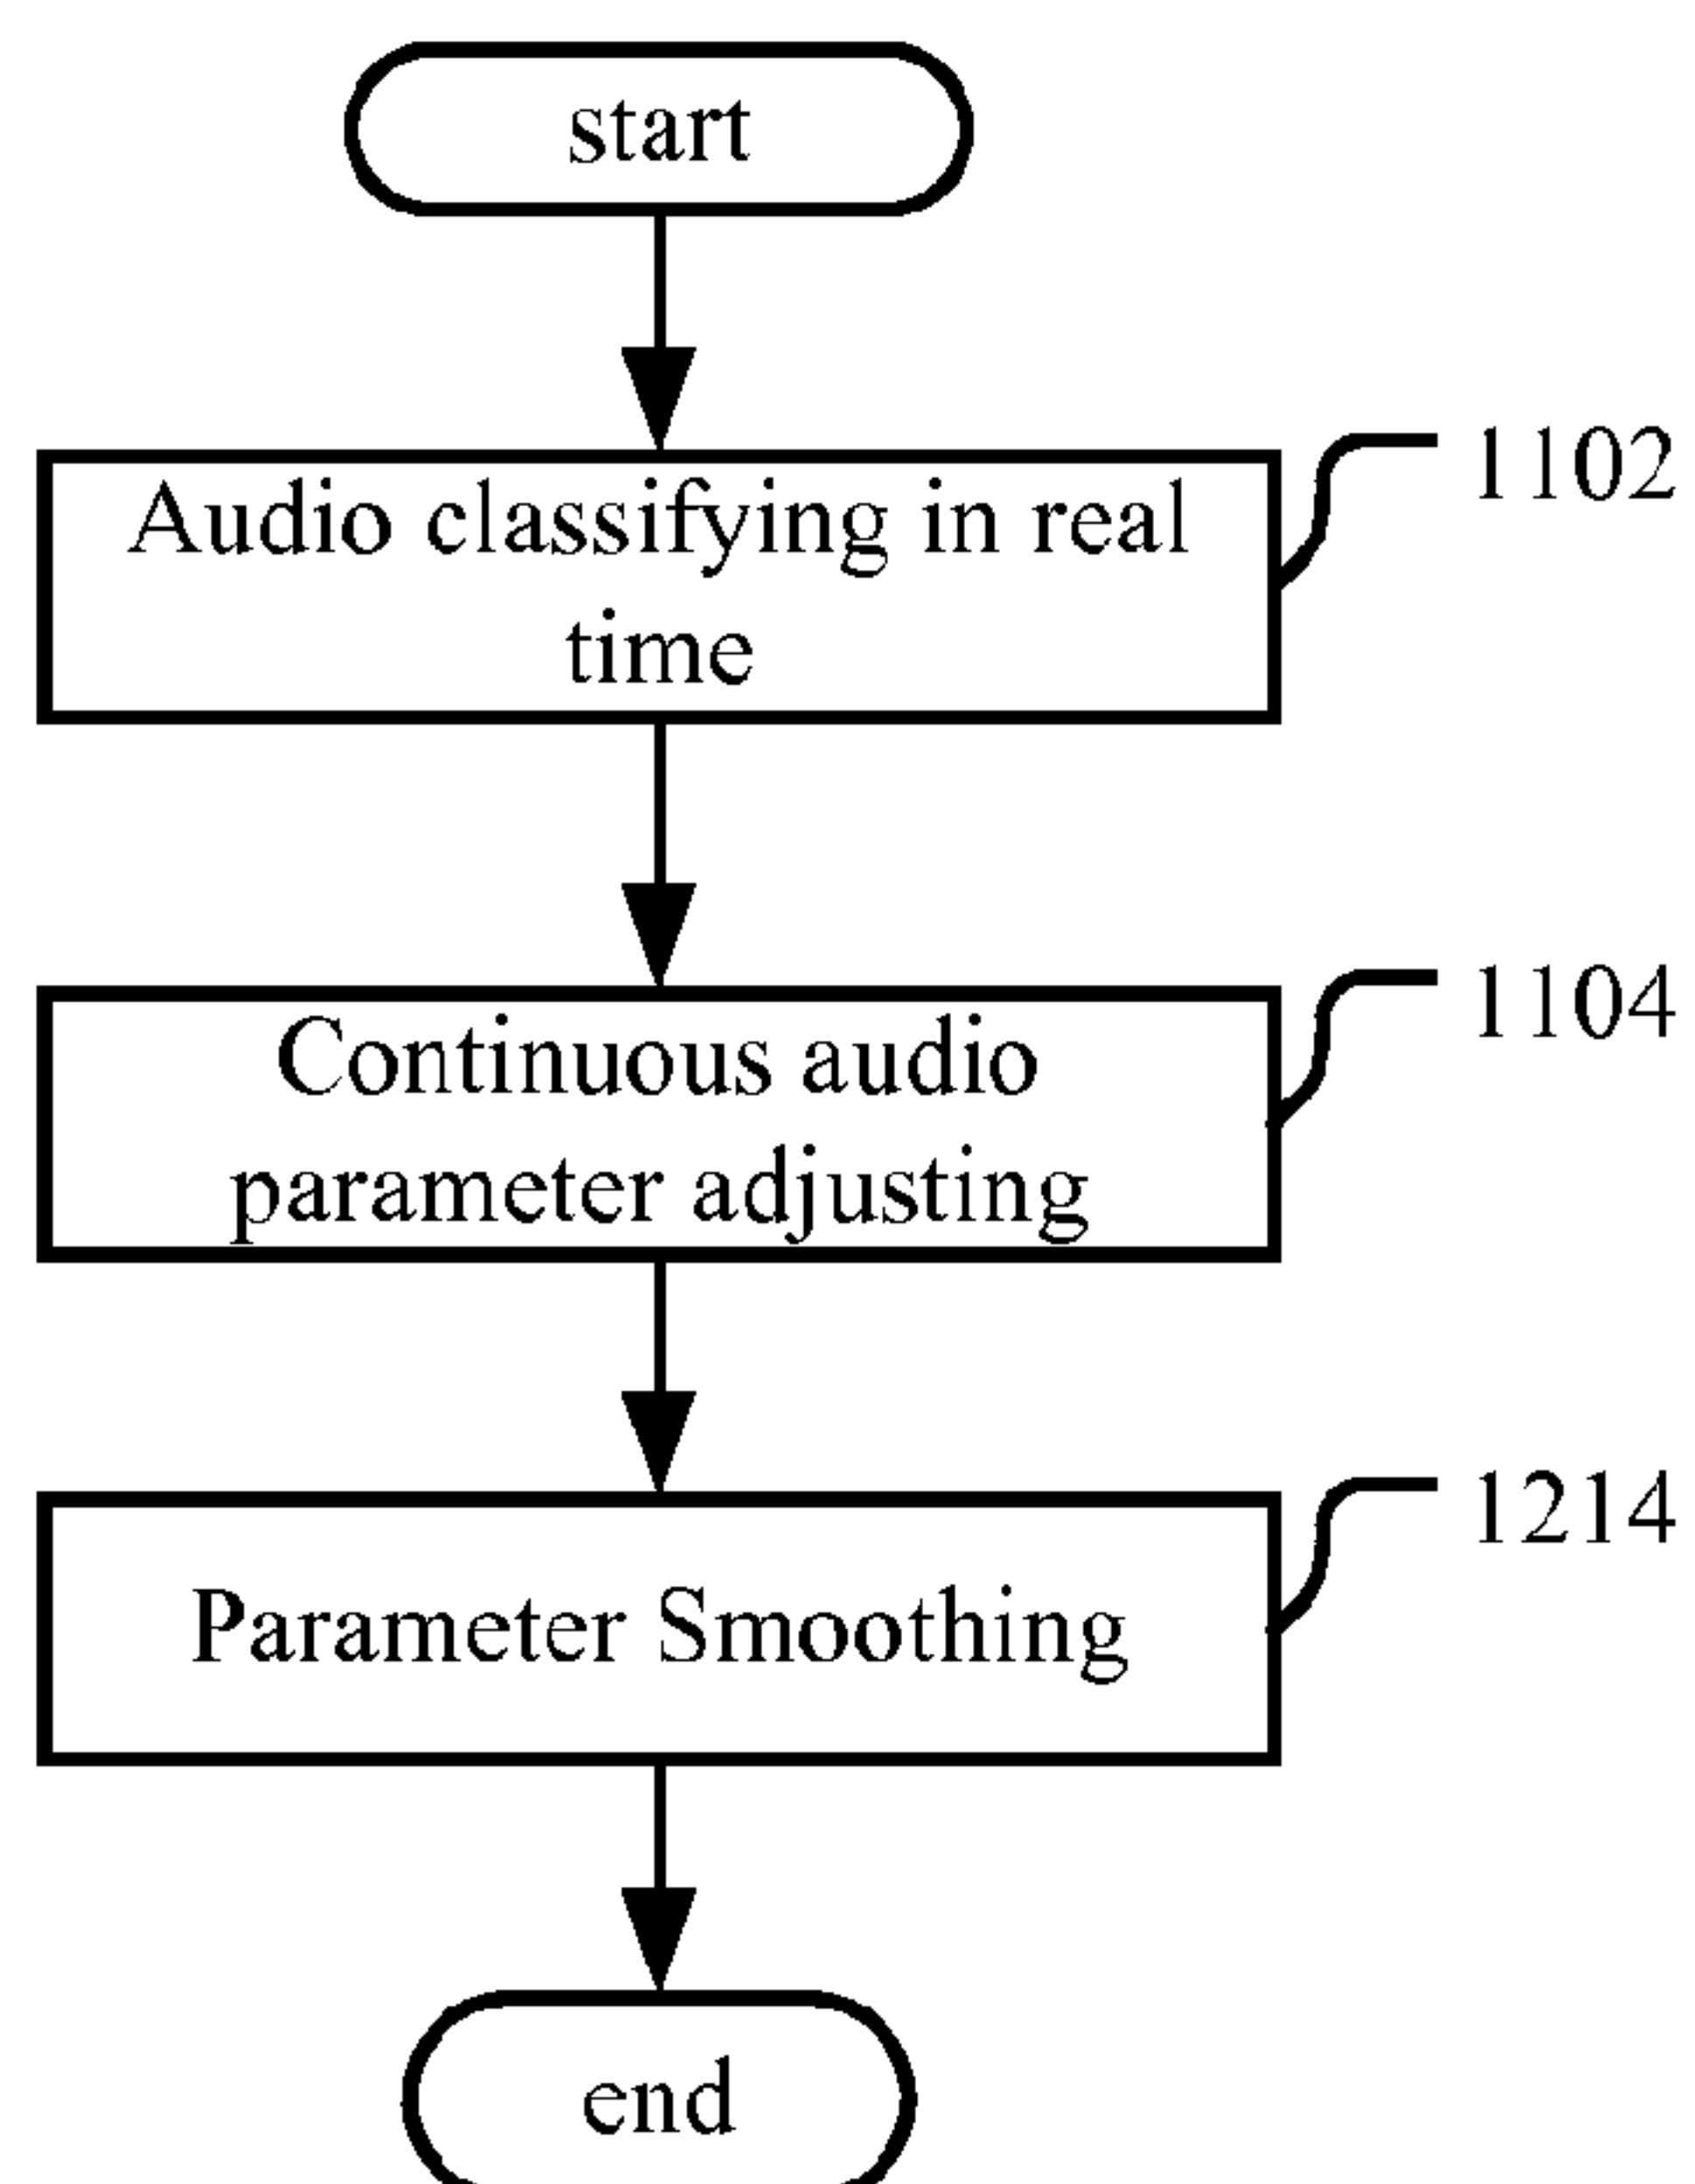 start
1102
Audio classifying in real
time
1104
Continuous audio
parameter adjusting
1214
Parameter Smoothing
end